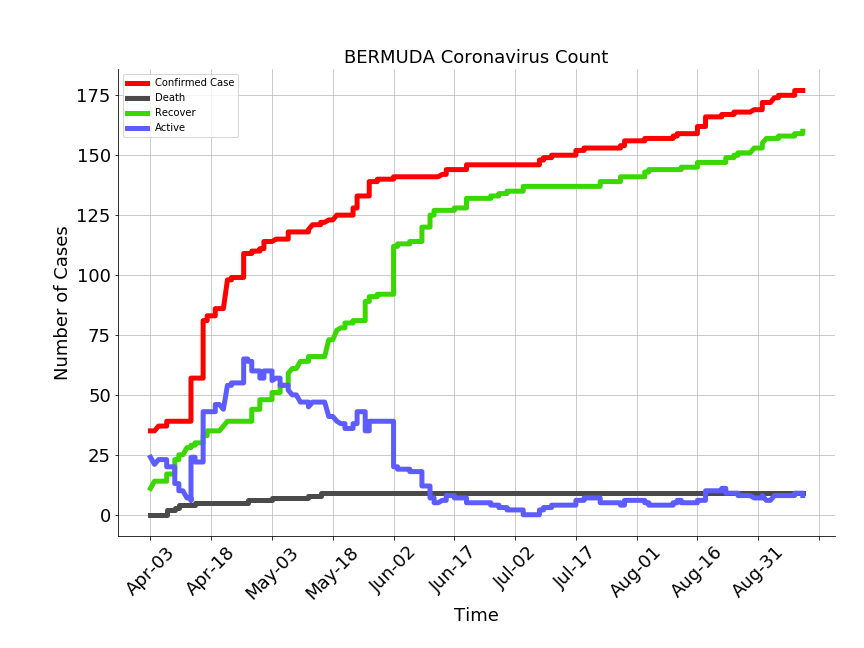 BERMUDA Coronavirus Count
Confirmed Case
Death
Recover
Active
Number of Cases
175
150
125
100
75
50
25
0
Apr-03
Apr-18
May-03
May-18
Jun-02
Jun-17
Jul-02
Jul-17
Aug-01
Aug-16
Aug-31
Time